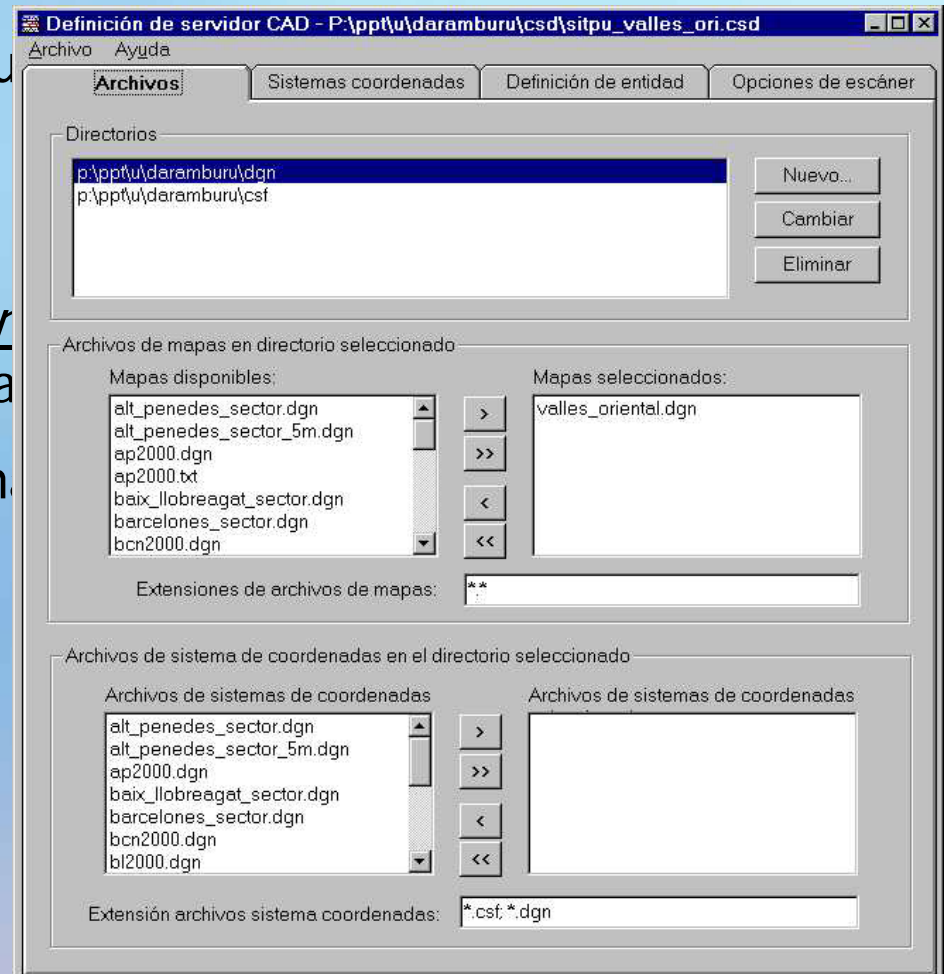 Definición de servidor CAD - P:\ppt\u\daramburu\csd\sitpu_valles_ori.csd
Archivo Ayuda
Archivos Sistemas coordenadas Definición de entidad Opciones de escáner
Directorios
p:\ppt\u\daramburu\dgn
p:\ppt\u\daramburu\csf
Nuevo...
Cambiar
Eliminar
Archivos de mapas en directorio seleccionado
Mapas disponibles:
alt_penedes_sector.dgn
alt_penedes_sector_5m.dgn
ap2000.dgn
ap2000.txt
baix_llobreagat_sector.dgn
barcelones_sector.dgn
bcn2000.dgn
>
>>
<
<<
Mapas seleccionados:
valles_oriental.dgn
Extensiones de archivos de mapas: *.*
Archivos de sistema de coordenadas en el directorio seleccionado
Archivos de sistemas de coordenadas
alt_penedes_sector.dgn
alt_penedes_sector_5m.dgn
ap2000.dgn
baix_llobreagat_sector.dgn
barcelones_sector.dgn
bcn2000.dgn
bl2000.dgn
>
>>
<
<<
Archivos de sistemas de coordenadas
Extensión archivos sistema coordenadas: *.csf; *.dgn